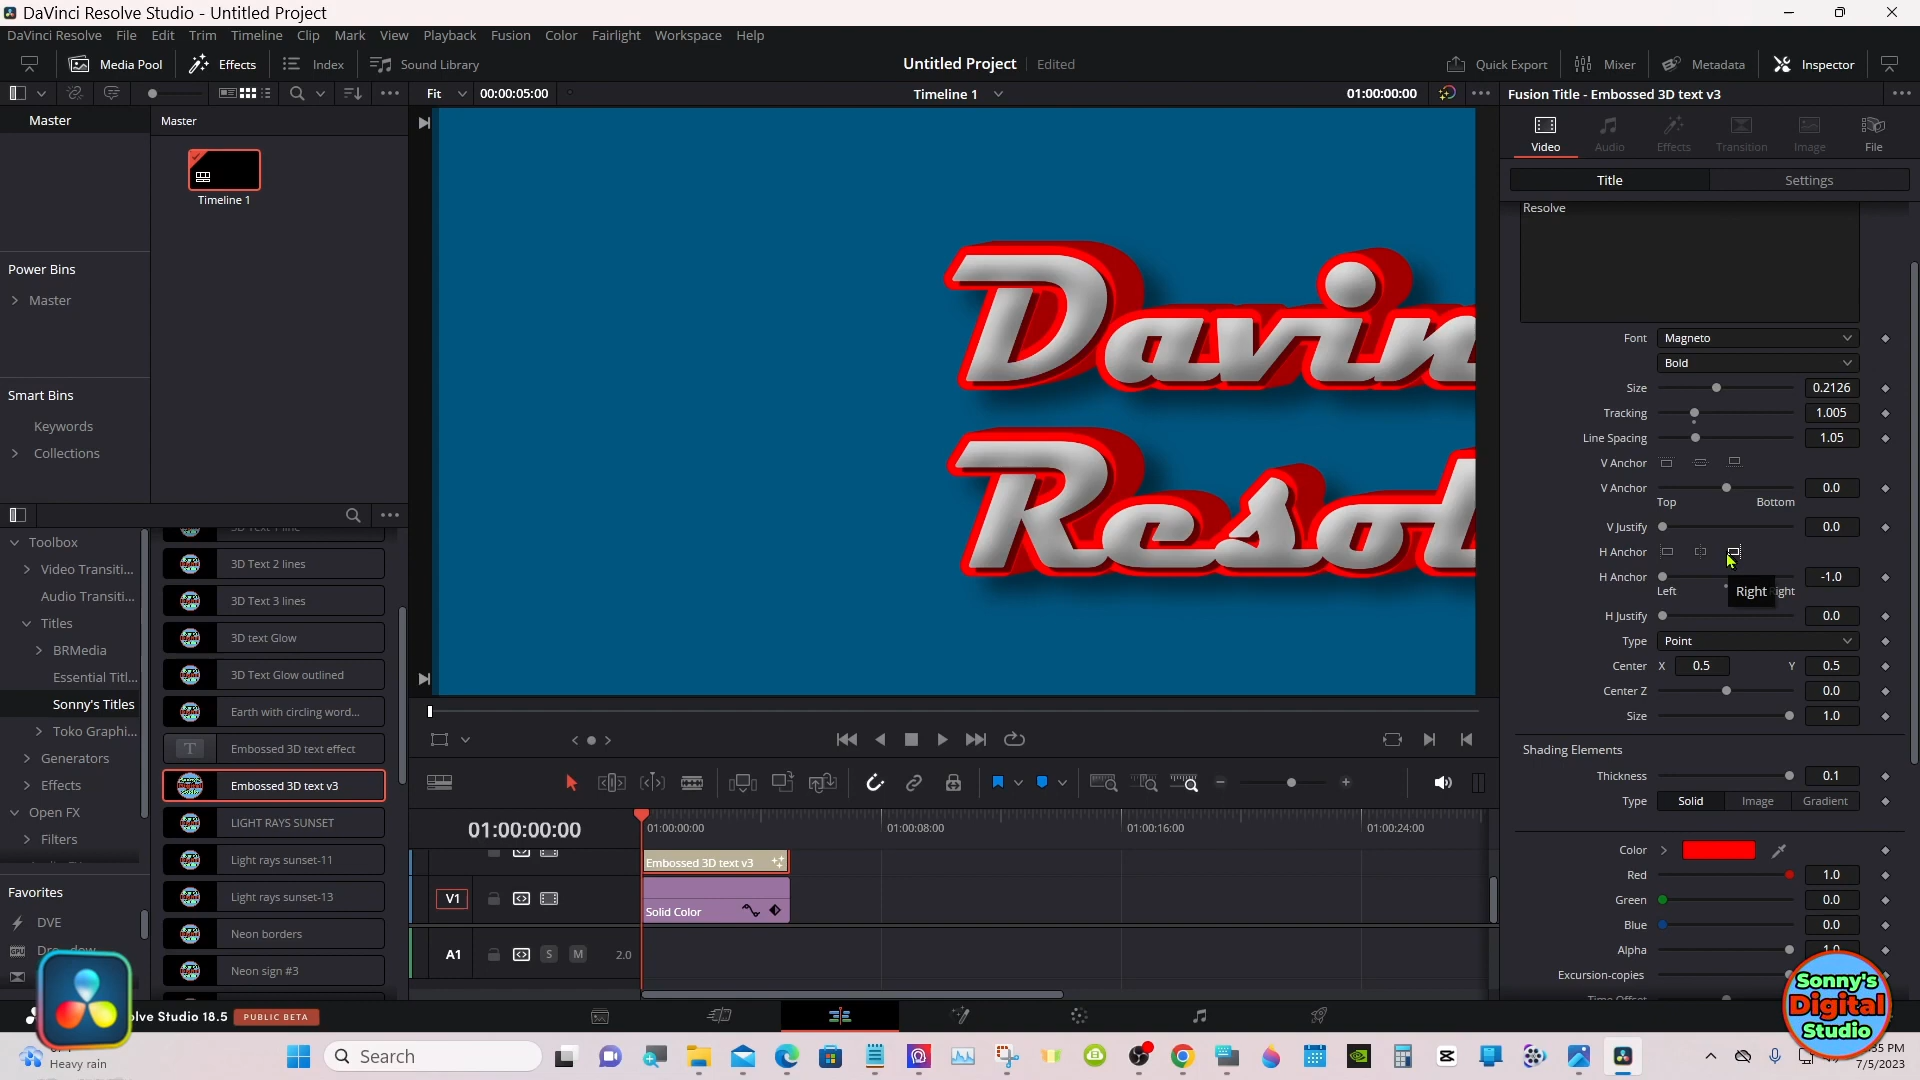 DaVinci Resolve Studio - Untitled Project
DaVinci Resolve File Edit Trim Timeline Clip Mark View Playback Fusion Color Fairlight Workspace Help
Media Pool Effects Index Sound Library Untitled Project Edited Quick Export Mixer Metadata Inspector
Fit 00:00:05:00 Timeline 1 01:00:00:00 Fusion Title - Embossed 3D text v3
Master
Master
Timeline 1
Power Bins
Master
Smart Bins
Keywords
Collections
Davin
Resol
Video Audio Effects Transition Image File
Title Settings
Resolve
Font Magneto
Bold
Size 0.2126
Tracking 1.005
Line Spacing 1.05
V Anchor
V Anchor 0.0
Top Bottom
V Justify 0.0
H Anchor
H Anchor -1.0
Left Right ight
H Justify 0.0
Type Point
Center X 0.5 Y 0.5
Center Z 0.0
Size 1.0
Shading Elements
Thickness 0.1
Type Solid Image Gradient
Color
Red 1.0
Green 0.0
Blue 0.0
Alpha 1.0
Excursion-copies
Time Offset
Toolbox
Video Transiti...
Audio Transiti...
Titles
BRMedia
Essential Titl...
Sonny's Titles
Toko Graphi...
Generators
Effects
Open FX
Filters
Favorites
DVE
3D Text 1 line
3D Text 2 lines
3D Text 3 lines
3D text Glow
3D Text Glow outlined
Earth with circling word...
Embossed 3D text effect
Embossed 3D text v3
LIGHT RAYS SUNSET
Light rays sunset-11
Light rays sunset-13
Neon borders
Neon sign #3
01:00:00:00
01:00:00:00 01:00:08:00 01:00:16:00 01:00:24:00
Embossed 3D text v3
V1
Solid Color
A1 S M 2.0
olve Studio 18.5 PUBLIC BETA
Sonny's
Digital
Studio
Heavy rain
Search
35 PM
7/5/2023